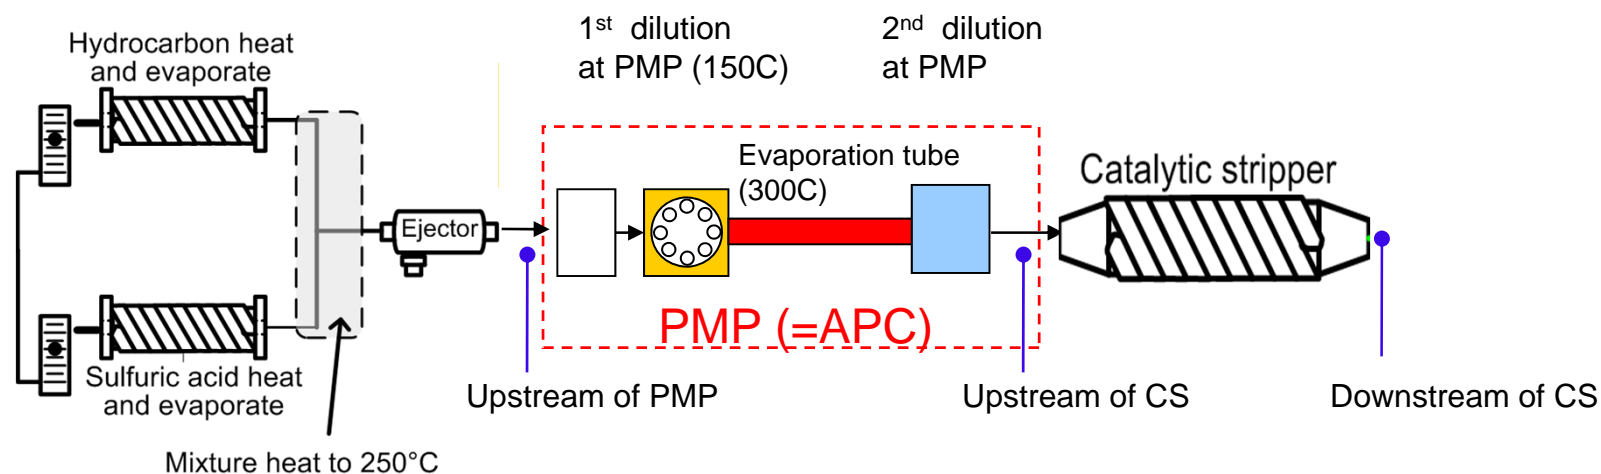 1st dilution
at PMP (150C)
2nd dilution
at PMP
Hydrocarbon heat
and evaporate
Evaporation tube
(300C)
Catalytic stripper
Ejector
PMP (=APC)
Sulfuric acid heat
and evaporate
Upstream of PMP
Upstream of CS
Downstream of CS
Mixture heat to 250°C